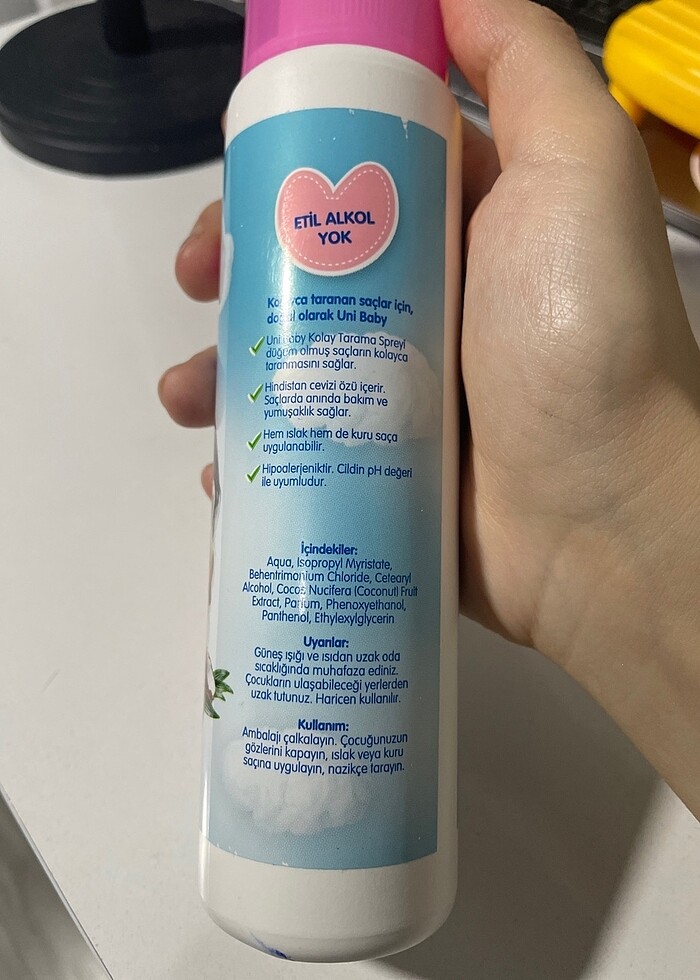 ETİL ALKOL
YOK
Kolayca taranan saçlar için,
doğal olarak Uni Baby
Uni Baby Kolay Tarama Spreyi
düğüm olmuş saçların kolayca
taranmasını sağlar.
Hindistan cevizi özü içerir.
Saçlarda anında bakım ve
yumuşaklık sağlar.
Hem ıslak hem de kuru saça
uygulanabilir.
Hipoalerjeniktir. Cildin pH değeri
ile uyumludur.
İçindekiler:
Aqua, Isopropyl Myristate,
Behentrimonium Chloride, Cetearyl
Alcohol, Cocos Nucifera (Coconut) Fruit
Extract, Parfum, Phenoxyethanol,
Panthenol, Ethylexylglycerin
Uyarılar:
Güneş ışığı ve ısıdan uzak oda
sıcaklığında muhafaza ediniz.
Çocukların ulaşabileceği yerlerden
uzak tutunuz. Haricen kullanılır.
Kullanım:
Ambalajı çalkalayın. Çocuğunuzun
gözlerini kapayın, ıslak veya kuru
saçına uygulayın, nazikçe tarayın.